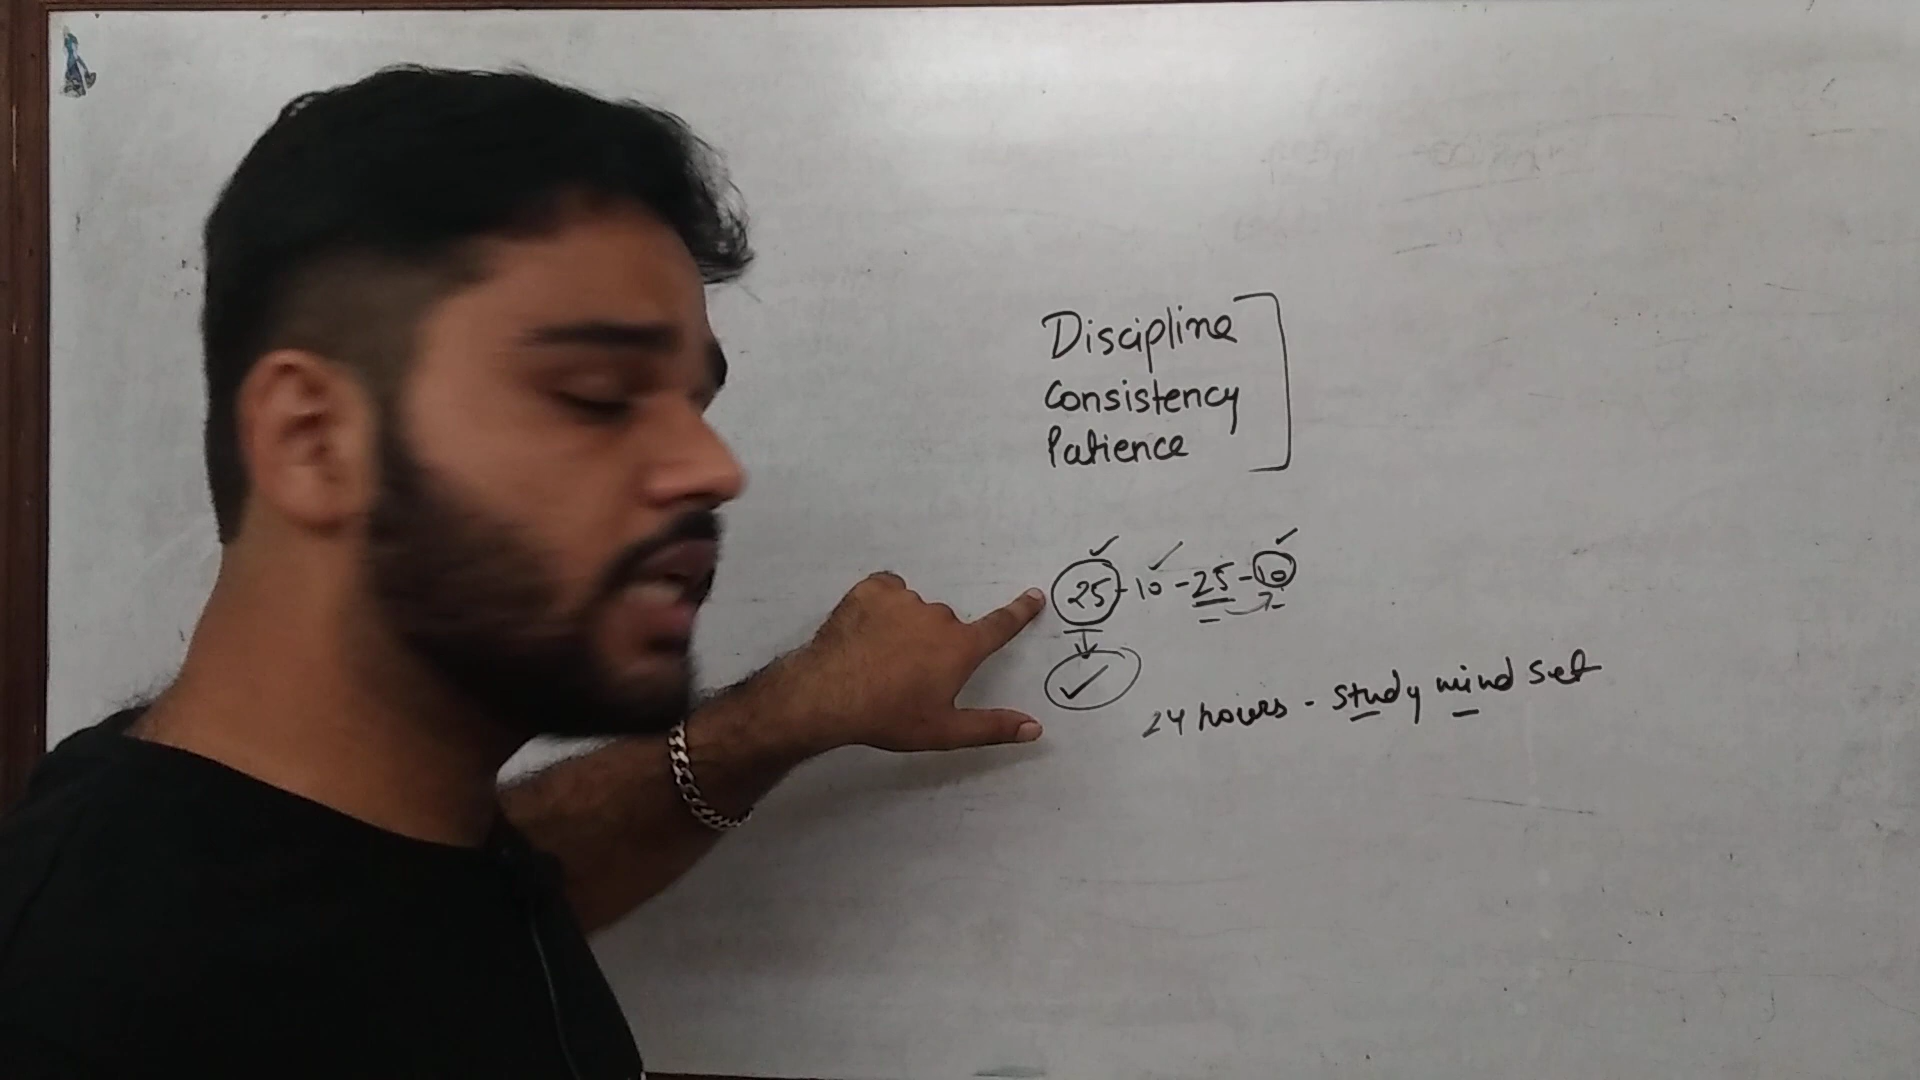 Discipline
Consistency
Patience
25 - 10 - 25 - 10
24 hours - study mind set